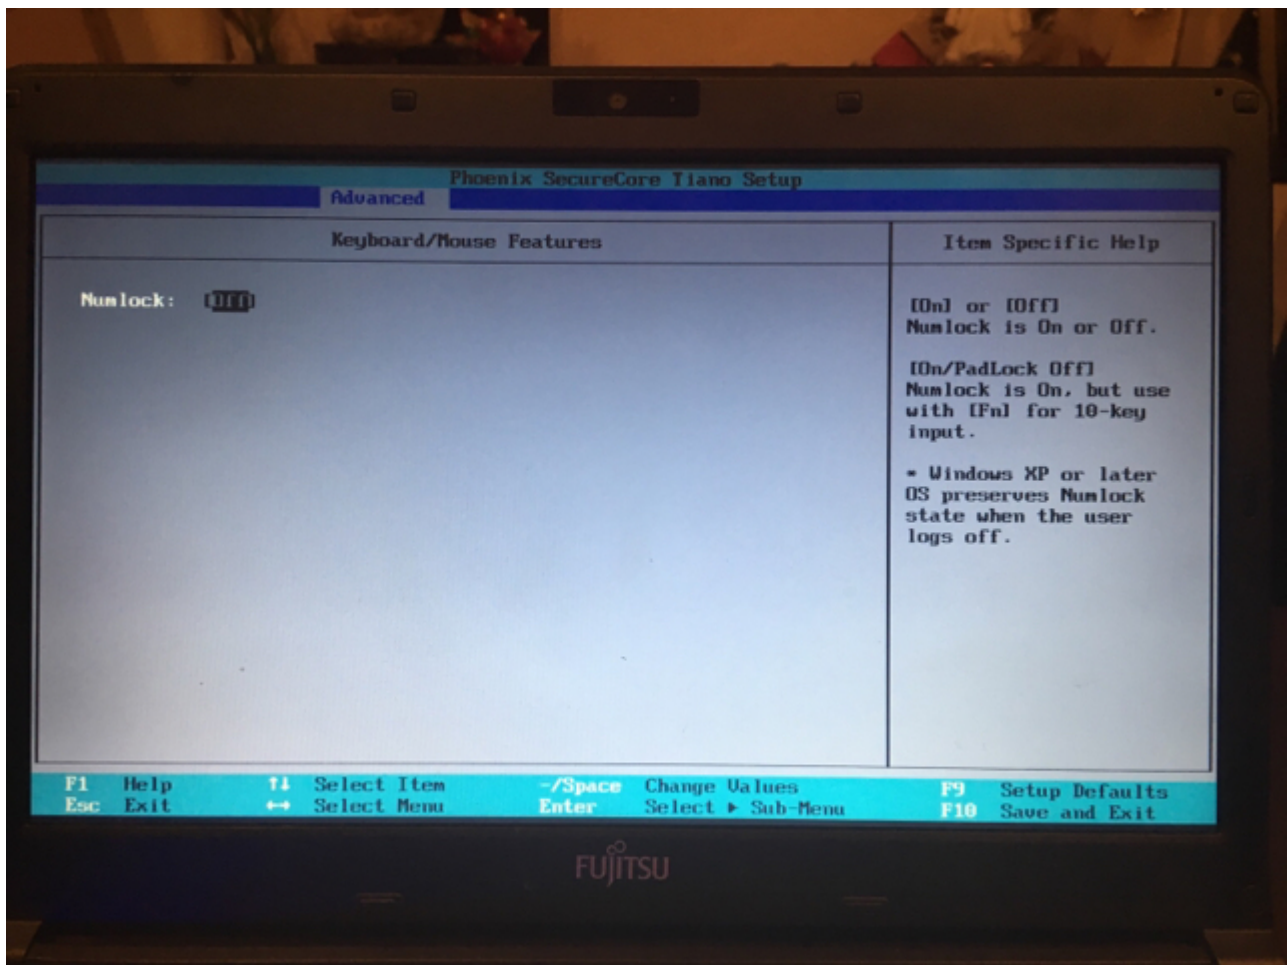 Phoenix SecureCore Tiano Setup
Advanced
Keyboard/Mouse Features
Numlock: [Off]
Item Specific Help
[On] or [Off]
Numlock is On or Off.
[On/PadLock Off]
Numlock is On, but use
with [Fn] for 10-key
input.
* Windows XP or later
OS preserves Numlock
state when the user
logs off.
F1 Help ↑↓ Select Item -/Space Change Values F9 Setup Defaults
Esc Exit ↔ Select Menu Enter Select ▶ Sub-Menu F10 Save and Exit
FUJITSU